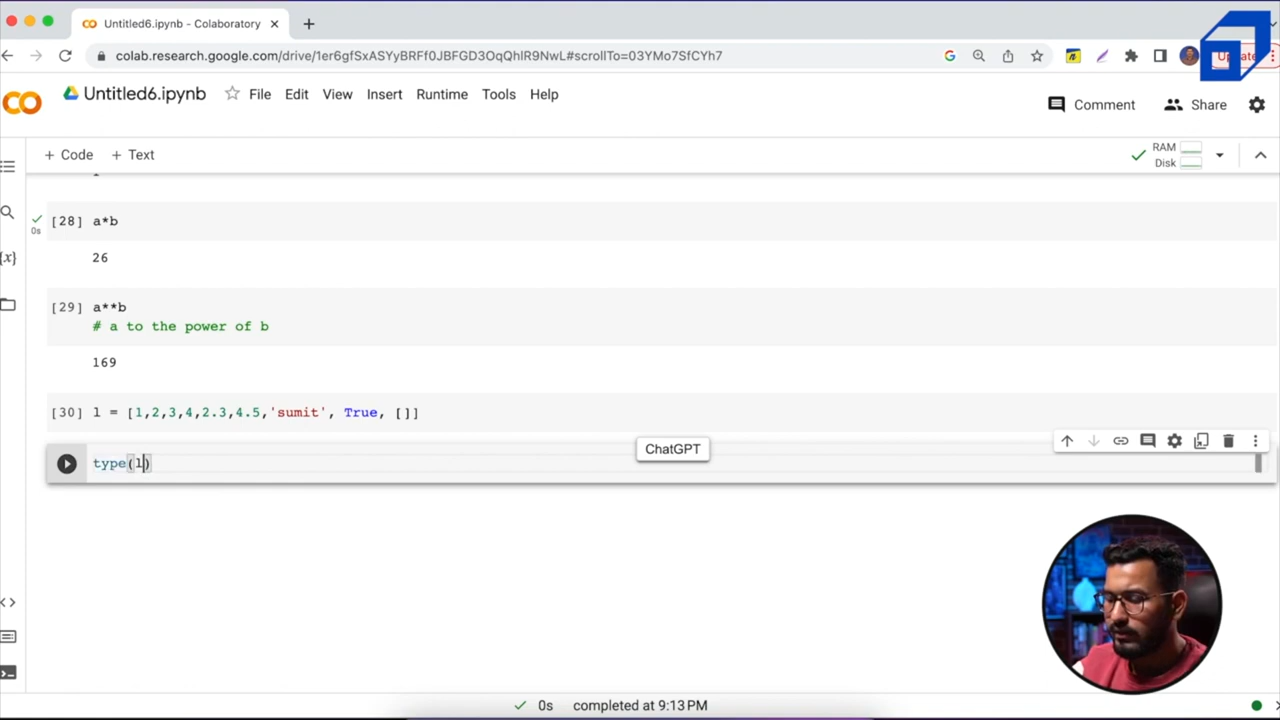 Untitled6.ipynb - Colaboratory
colab.research.google.com/drive/1er6gfSxASYyBRFf0JBFGD3OqQhIR9NwL#scrollTo=03YMo7SfCYh7
Untitled6.ipynb
File Edit View Insert Runtime Tools Help
Comment Share
+ Code + Text
RAM
Disk
[28] a*b
0s
26
[29] a**b
# a to the power of b
169
[30] l = [1,2,3,4,2.3,4.5,'sumit', True, []]
type(l)
ChatGPT
0s completed at 9:13 PM